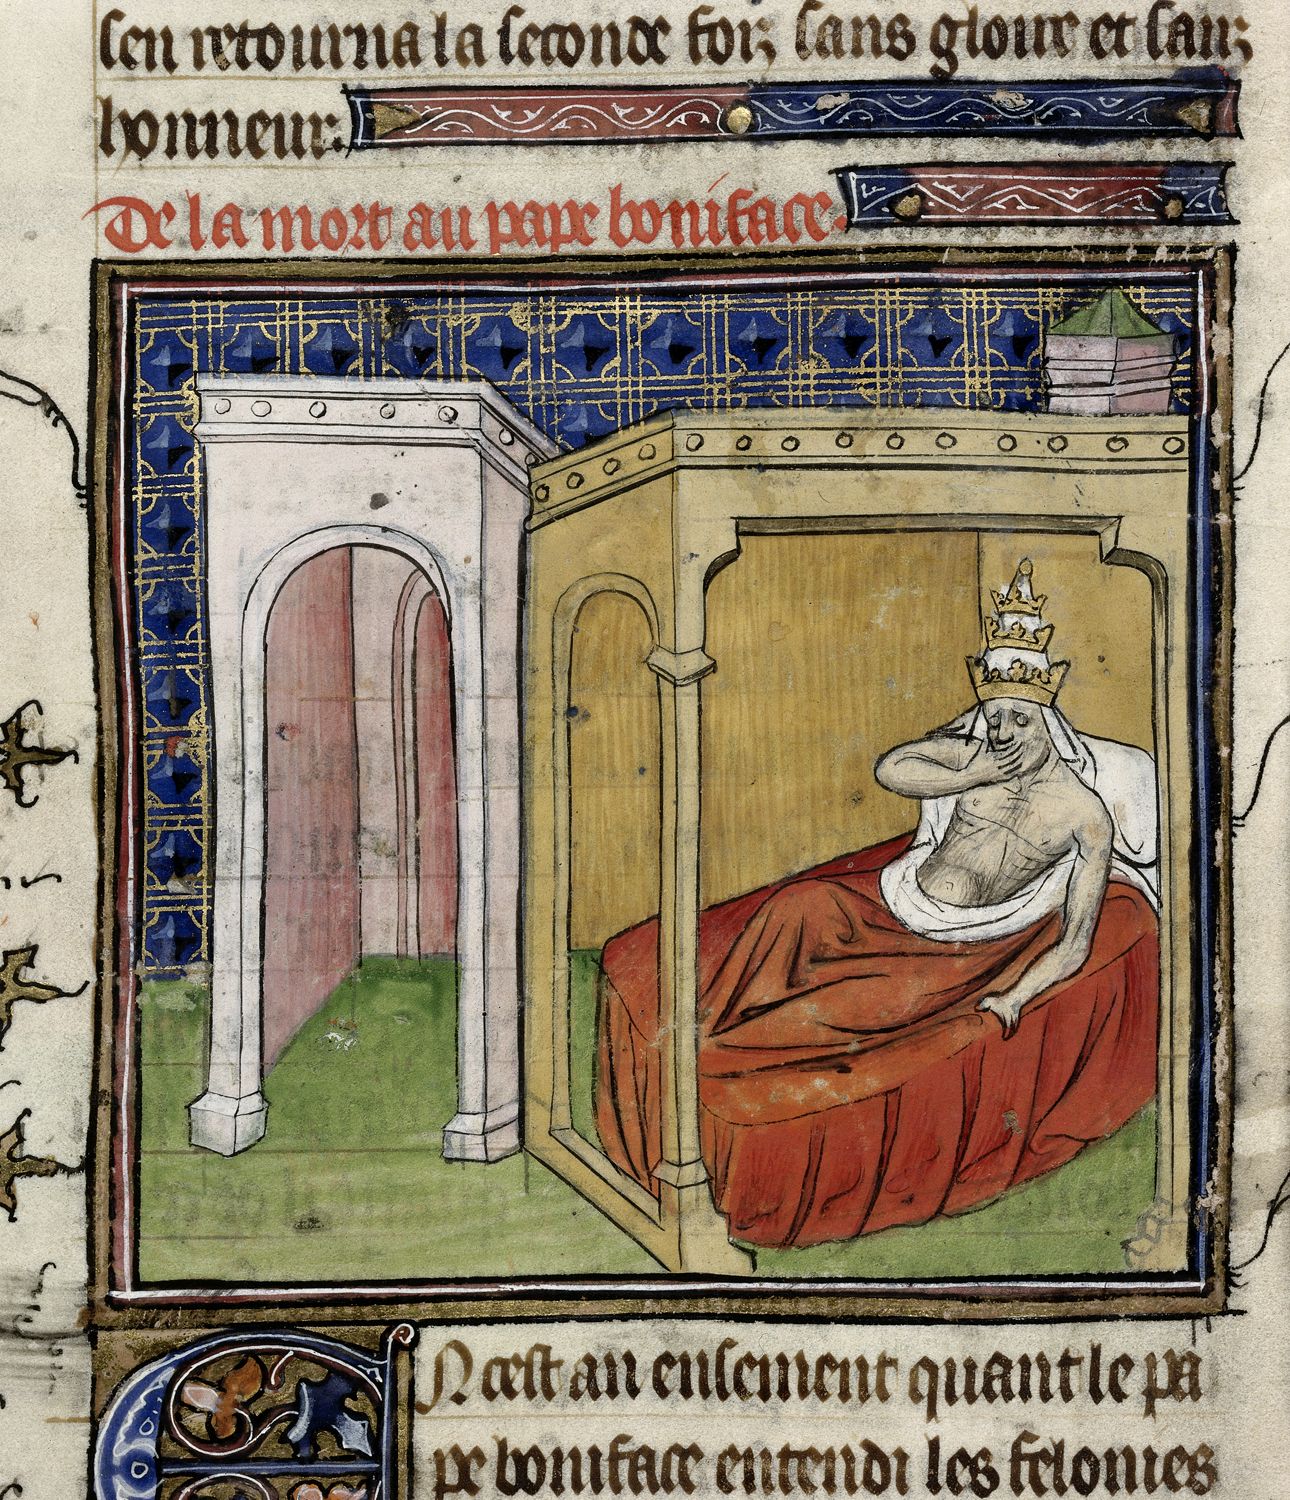 sen retourna la seconde foiz sans gloire et sanz
honneur.
De la mort au pape boniface.
En cest an ensement quant le pa
pe boniface entendi les felonies